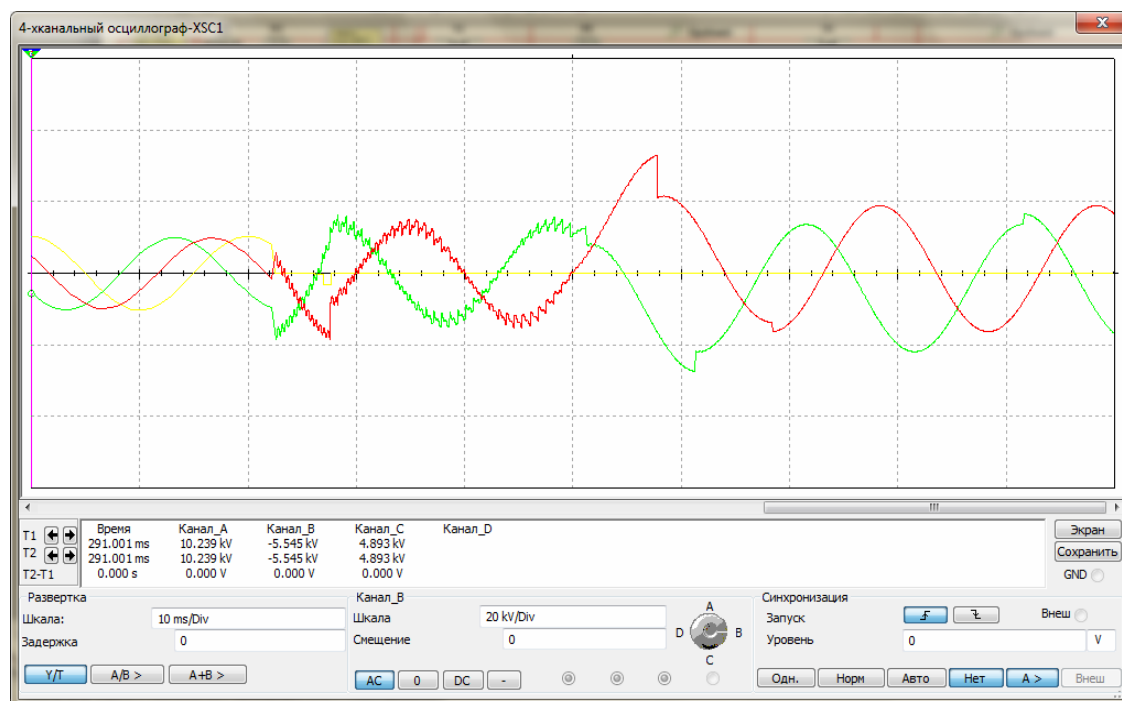 4-хканальный осциллограф-XSC1
Время Канал_A Канал_B Канал_C Канал_D
T1 291.001 ms 10.239 kV -5.545 kV 4.893 kV
T2 291.001 ms 10.239 kV -5.545 kV 4.893 kV
T2-T1 0.000 s 0.000 V 0.000 V 0.000 V
Экран
Сохранить
GND
Развертка
Шкала: 10 ms/Div
Задержка 0
Y/T A/B > A+B >
Канал_B
Шкала 20 kV/Div
Смещение 0
AC 0 DC -
A
D B
C
Синхронизация
Запуск Внеш
Уровень 0 V
Одн. Норм Авто Нет A > Внеш